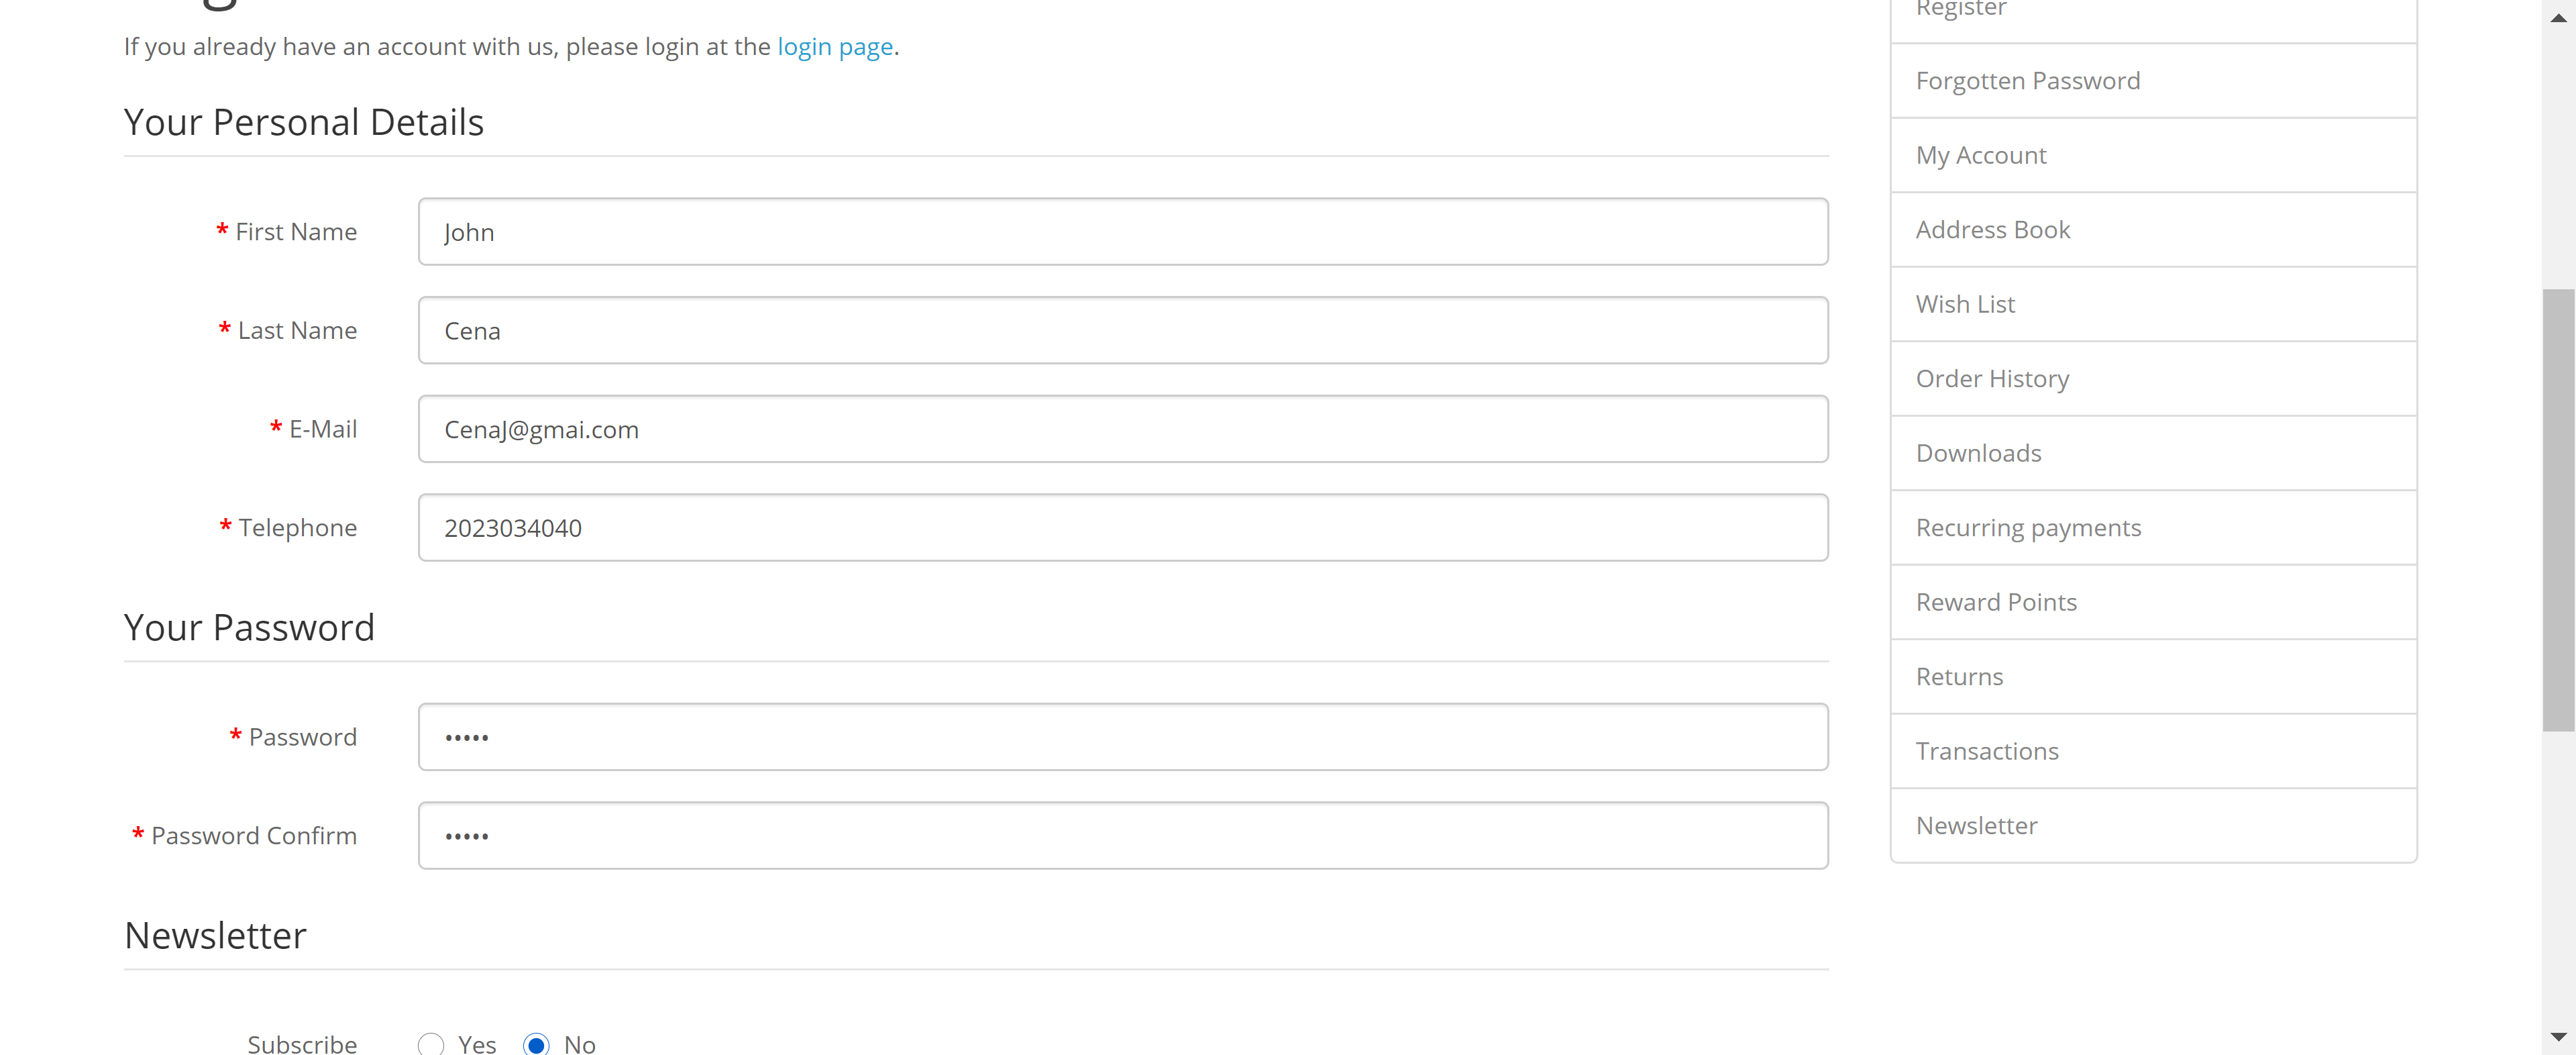 If you already have an account with us, please login at the login page.
Your Personal Details
* First Name
John
* Last Name
Cena
* E-Mail
CenaJ@gmai.com
* Telephone
2023034040
Your Password
* Password
•••••
* Password Confirm
•••••
Newsletter
Subscribe
Yes
No
Register
Forgotten Password
My Account
Address Book
Wish List
Order History
Downloads
Recurring payments
Reward Points
Returns
Transactions
Newsletter